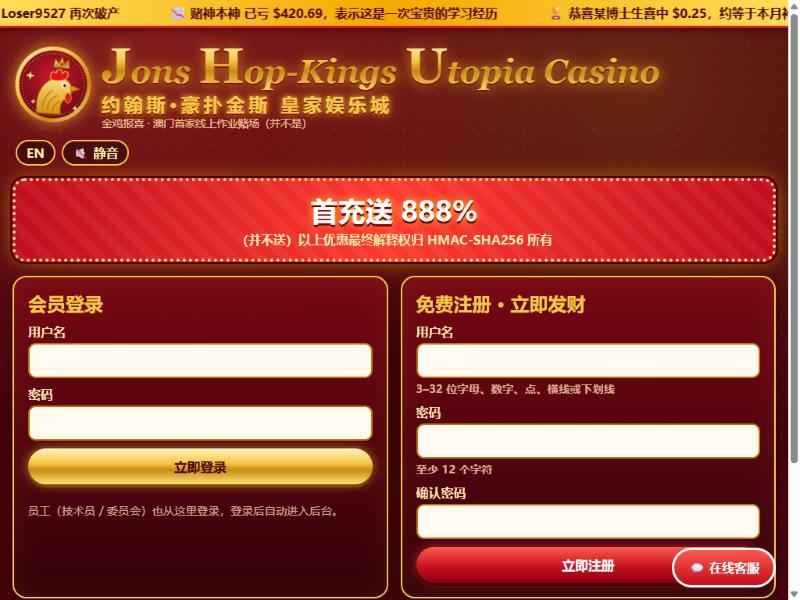 Loser9527 再次破产 📉 赌神本神 已亏 $420.69，表示这是一次宝贵的学习经历 恭喜某博士生喜中 $0.25，约等于本月
Jons Hop-Kings Utopia Casino
约翰斯·豪扑金斯 皇家娱乐城
金鸡报喜 · 澳门首家线上作业赌场（并不是）
EN 静音
首充送 888%
（并不送）以上优惠最终解释权归 HMAC-SHA256 所有
会员登录
用户名
密码
立即登录
员工（技术员 / 委员会）也从这里登录，登录后自动进入后台。
免费注册 · 立即发财
用户名
3–32 位字母、数字、点、横线或下划线
密码
至少 12 个字符
确认密码
立即注册
在线客服